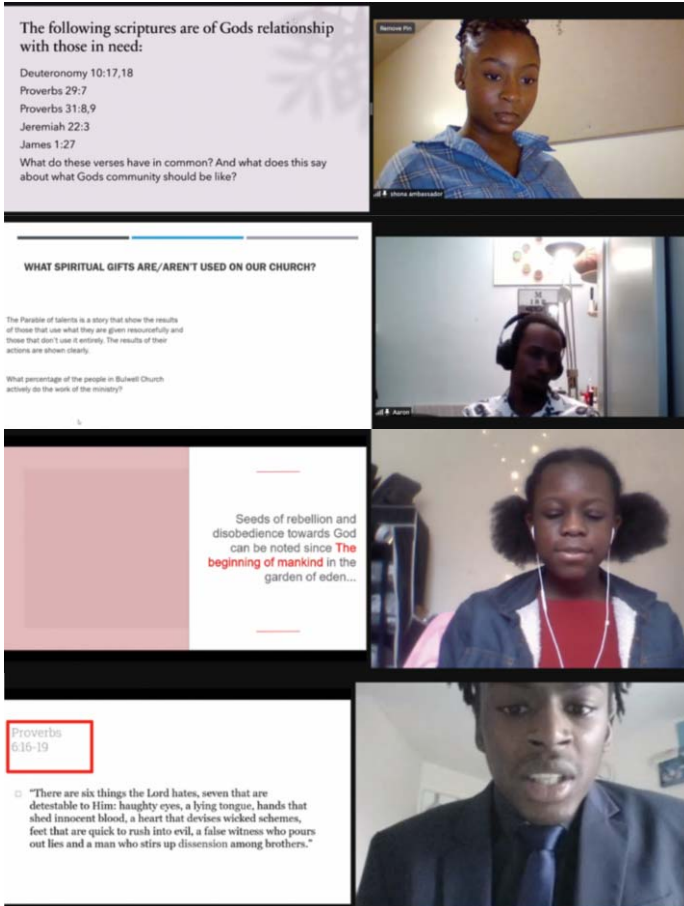 The following scriptures are of Gods relationship
with those in need:
Deuteronomy 10:17,18
Proverbs 29:7
Proverbs 31:8,9
Jeremiah 22:3
James 1:27
What do these verses have in common? And what does this say
about what Gods community should be like?
Remove Pin
shona ambassador
WHAT SPIRITUAL GIFTS ARE/AREN'T USED ON OUR CHURCH?
The Parable of talents is a story that show the results
of those that use what they are given resourcefully and
those that don't use it entirely. The results of their
actions are shown clearly.
What percentage of the people in Bulwell Church
actively do the work of the ministry?
Aaron
Seeds of rebellion and
disobedience towards God
can be noted since The
beginning of mankind in the
garden of eden...
Proverbs
6:16-19
"There are six things the Lord hates, seven that are
detestable to Him: haughty eyes, a lying tongue, hands that
shed innocent blood, a heart that devises wicked schemes,
feet that are quick to rush into evil, a false witness who pours
out lies and a man who stirs up dissension among brothers."